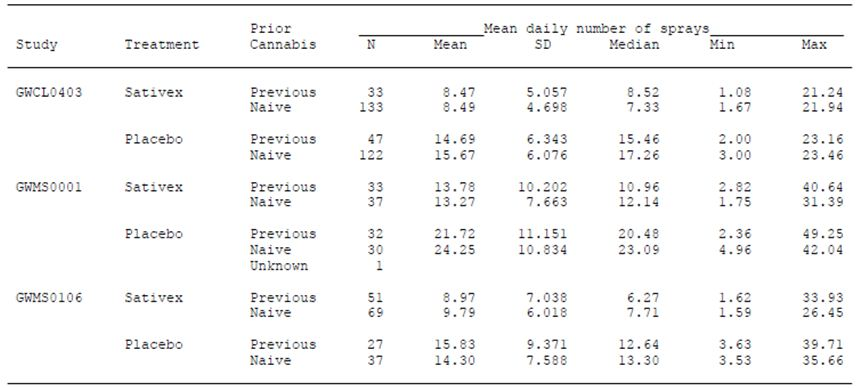 Prior Mean daily number of sprays
Study Treatment Cannabis N Mean SD Median Min Max
GWCL0403 Sativex Previous 33 8.47 5.057 8.52 1.08 21.24
Naive 133 8.49 4.698 7.33 1.67 21.94
Placebo Previous 47 14.69 6.343 15.46 2.00 23.16
Naive 122 15.67 6.076 17.26 3.00 23.46
GWMS0001 Sativex Previous 33 13.78 10.202 10.96 2.82 40.64
Naive 37 13.27 7.663 12.14 1.75 31.39
Placebo Previous 32 21.72 11.151 20.48 2.36 49.25
Naive 30 24.25 10.834 23.09 4.96 42.04
Unknown 1
GWMS0106 Sativex Previous 51 8.97 7.038 6.27 1.62 33.93
Naive 69 9.79 6.018 7.71 1.59 26.45
Placebo Previous 27 15.83 9.371 12.64 3.63 39.71
Naive 37 14.30 7.588 13.30 3.53 35.66